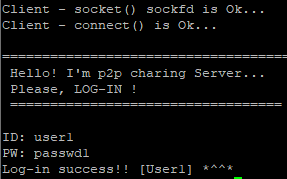 Client - socket() sockfd is Ok...
Client - connect() is Ok...
====================================
Hello! I'm p2p charing Server...
Please, LOG-IN !
==================================
ID: user1
PW: passwd1
Log-in success!! [User1] *^^*